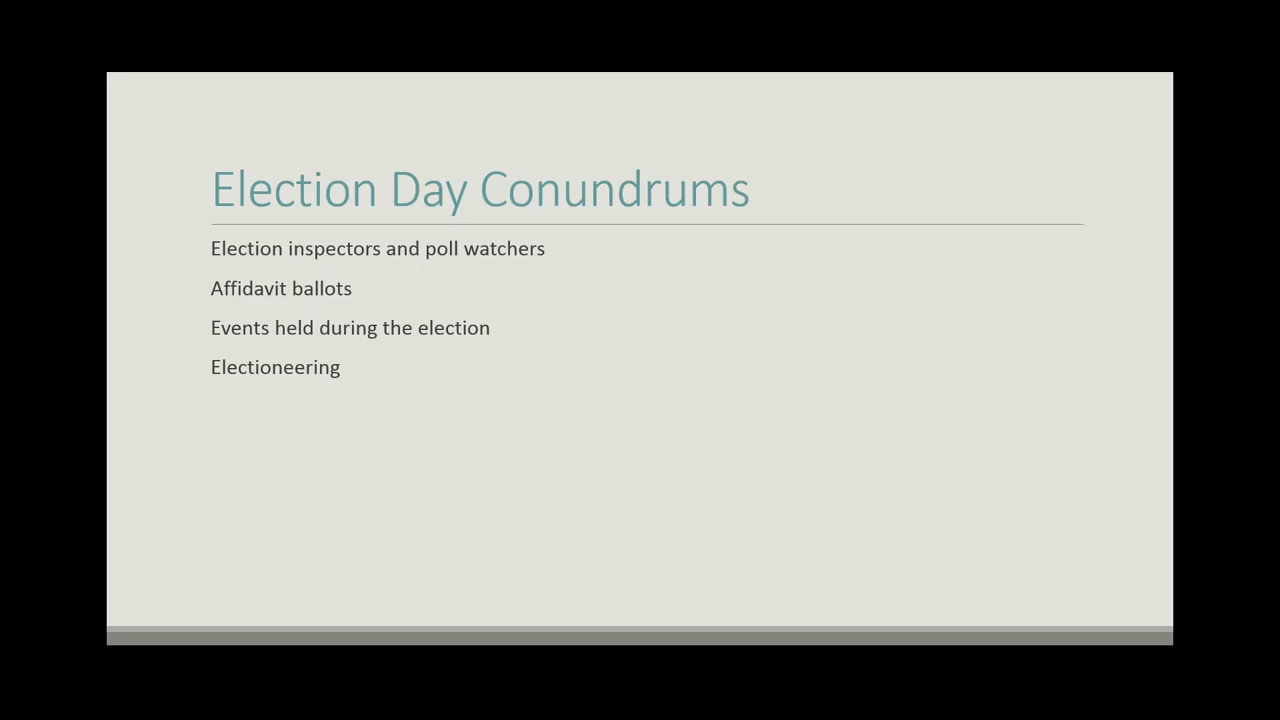 Election Day Conundrums
Election inspectors and poll watchers
Affidavit ballots
Events held during the election
Electioneering